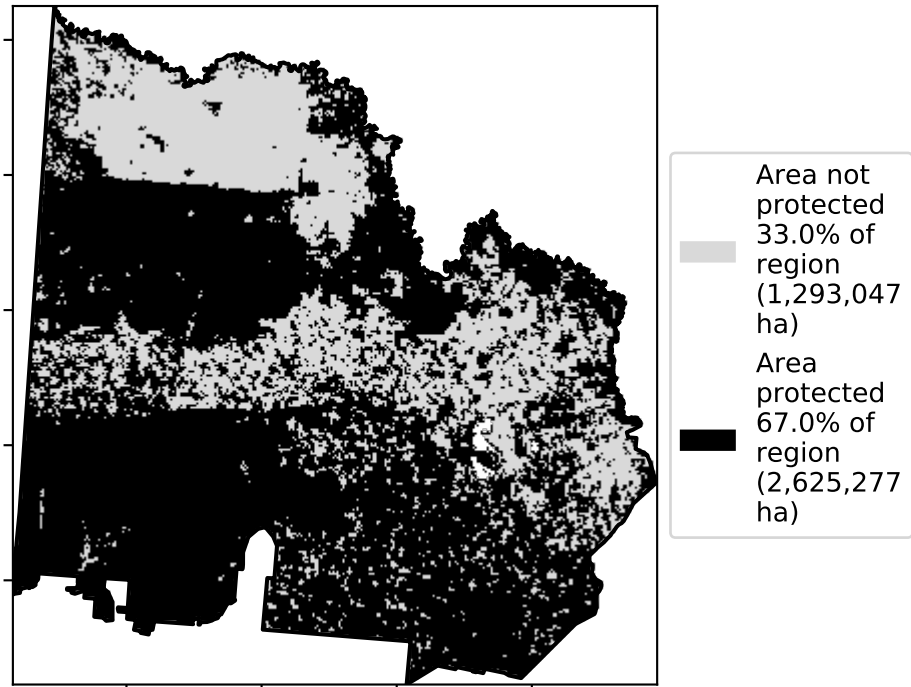 Area not
protected
33.0% of
region
(1,293,047
ha)
Area
protected
67.0% of
region
(2,625,277
ha)